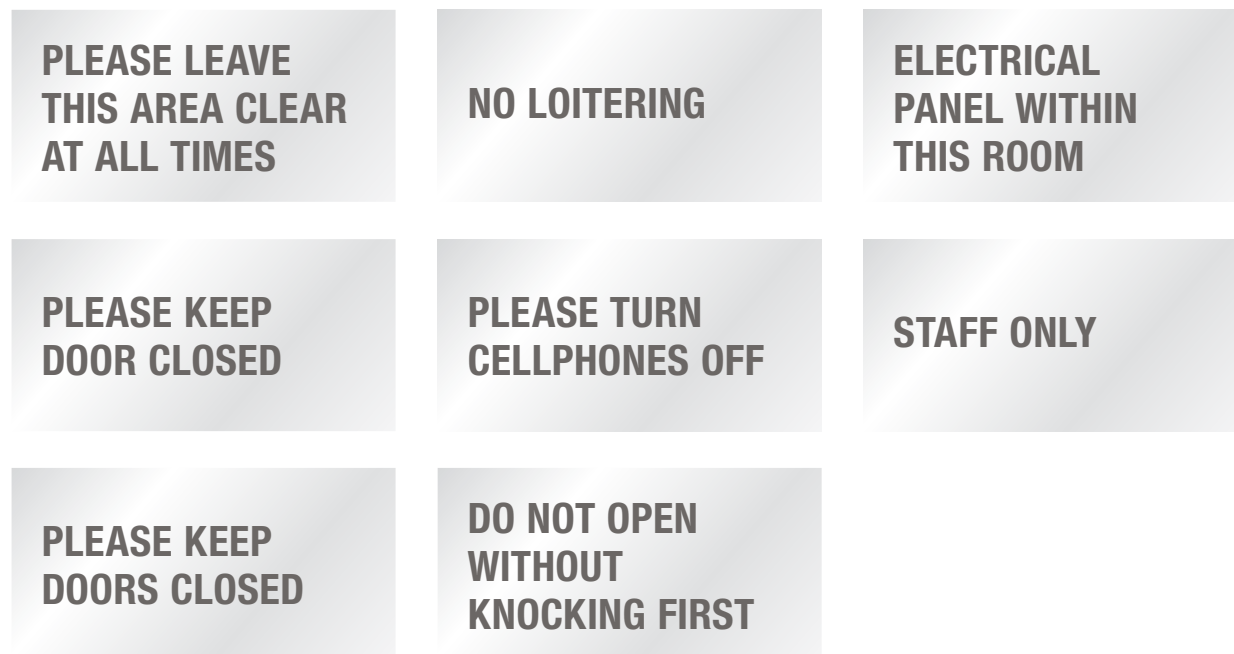 PLEASE LEAVE
THIS AREA CLEAR
AT ALL TIMES
NO LOITERING
ELECTRICAL
PANEL WITHIN
THIS ROOM
PLEASE KEEP
DOOR CLOSED
PLEASE TURN
CELLPHONES OFF
STAFF ONLY
PLEASE KEEP
DOORS CLOSED
DO NOT OPEN
WITHOUT
KNOCKING FIRST